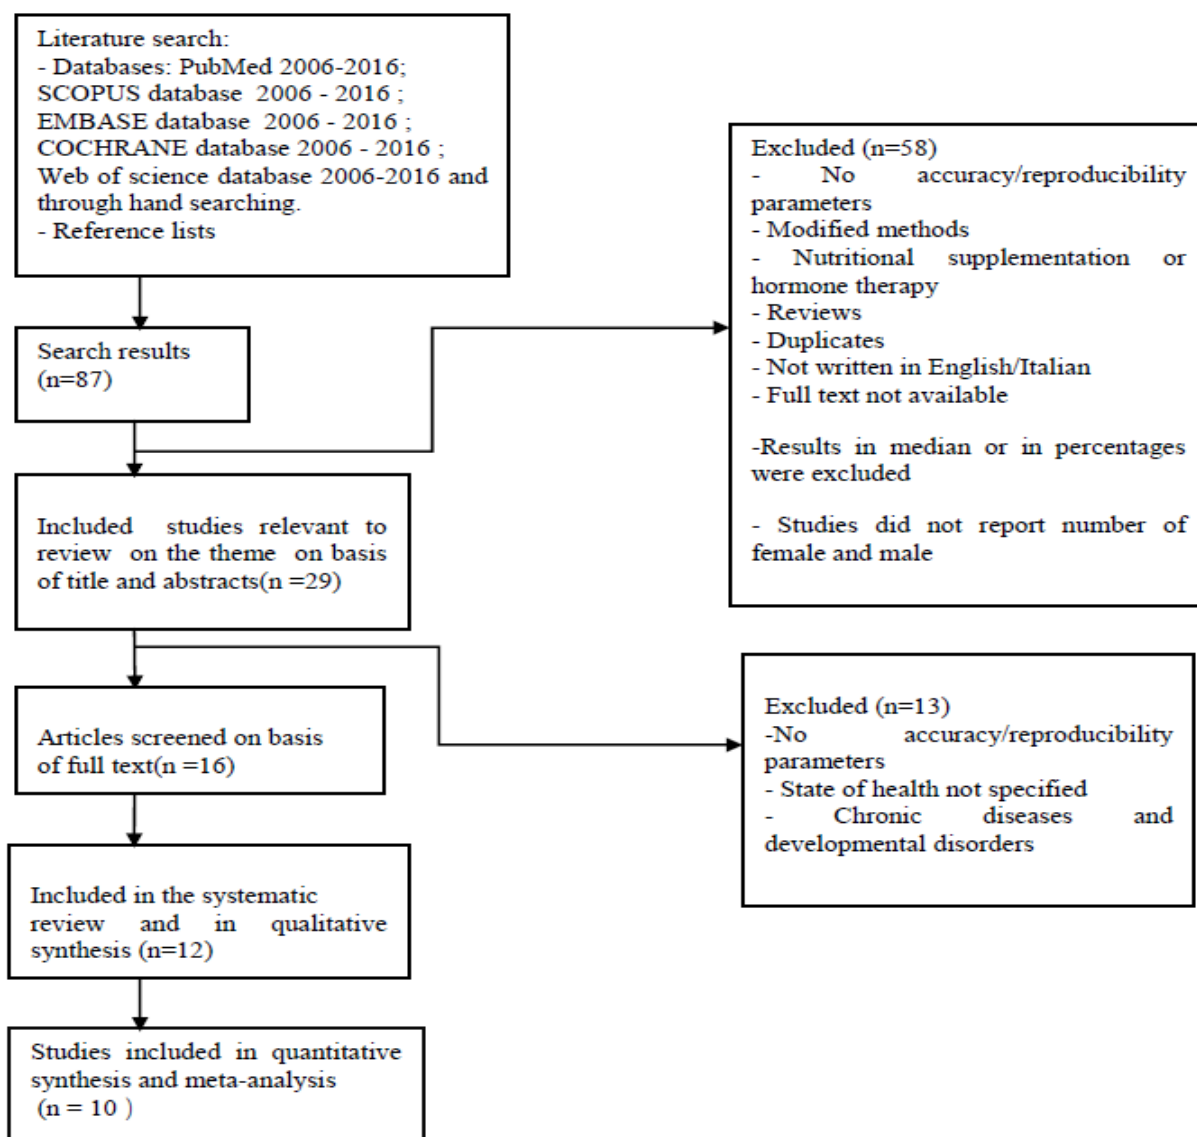 Literature search:
- Databases: PubMed 2006-2016;
SCOPUS database 2006 - 2016 ;
EMBASE database 2006 - 2016 ;
COCHRANE database 2006 - 2016 ;
Web of science database 2006-2016 and
through hand searching.
- Reference lists
Search results
(n=87)
Excluded (n=58)
- No accuracy/reproducibility
parameters
- Modified methods
- Nutritional supplementation or
hormone therapy
- Reviews
- Duplicates
- Not written in English/Italian
- Full text not available
-Results in median or in percentages
were excluded
- Studies did not report number of
female and male
Included studies relevant to
review on the theme on basis
of title and abstracts(n =29)
Excluded (n=13)
-No accuracy/reproducibility
parameters
- State of health not specified
- Chronic diseases and
developmental disorders
Articles screened on basis
of full text(n =16)
Included in the systematic
review and in qualitative
synthesis (n=12)
Studies included in quantitative
synthesis and meta-analysis
(n = 10 )